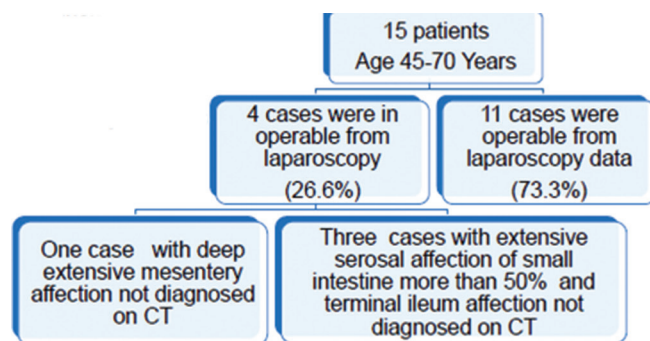 15 patients
Age 45-70 Years
4 cases were in
operable from
laparoscopy
(26.6%)
11 cases were
operable from
laparoscopy data
(73.3%)
One case with deep
extensive mesentery
affection not diagnosed
on CT
Three cases with extensive
serosal affection of small
intestine more than 50% and
terminal ileum affection not
diagnosed on CT